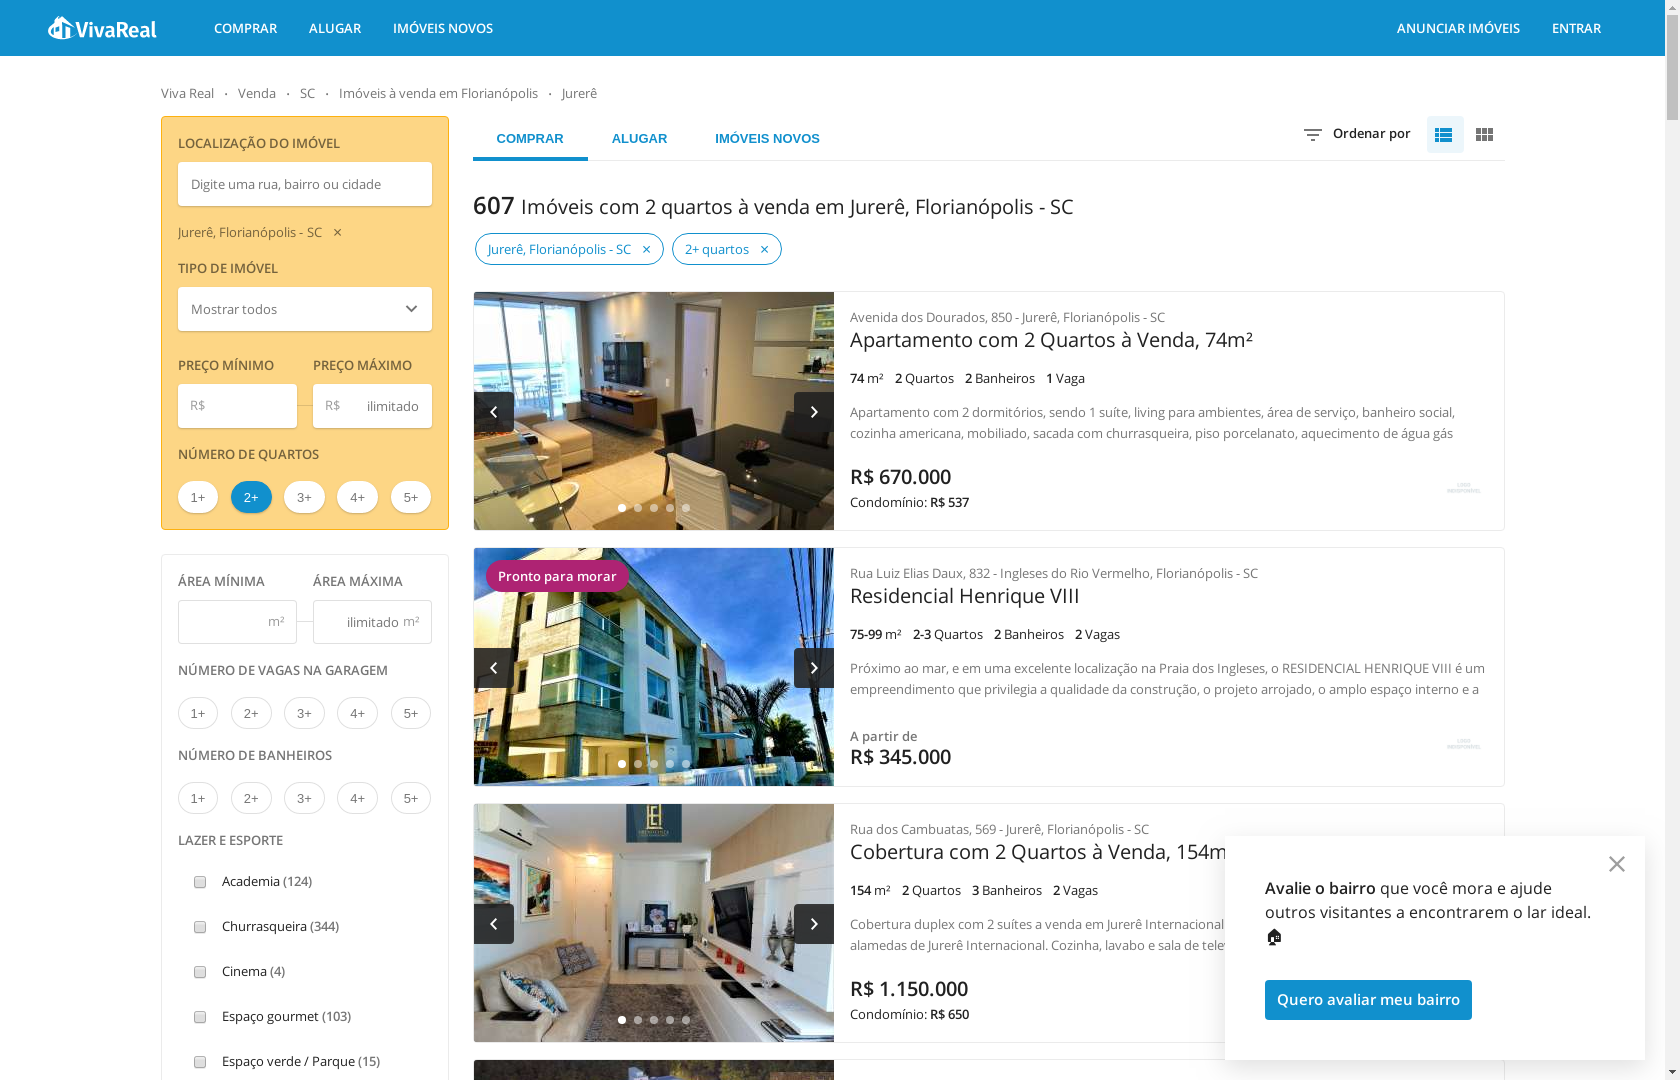 VivaReal
COMPRAR
ALUGAR
IMÓVEIS NOVOS
ANUNCIAR IMÓVEIS
ENTRAR
Viva Real · Venda · SC · Imóveis à venda em Florianópolis · Jurerê
LOCALIZAÇÃO DO IMÓVEL
Digite uma rua, bairro ou cidade
Jurerê, Florianópolis - SC ×
TIPO DE IMÓVEL
Mostrar todos
PREÇO MÍNIMO
PREÇO MÁXIMO
R$
R$ ilimitado
NÚMERO DE QUARTOS
1+ 2+ 3+ 4+ 5+
ÁREA MÍNIMA
ÁREA MÁXIMA
m²
ilimitado m²
NÚMERO DE VAGAS NA GARAGEM
1+ 2+ 3+ 4+ 5+
NÚMERO DE BANHEIROS
1+ 2+ 3+ 4+ 5+
LAZER E ESPORTE
Academia (124)
Churrasqueira (344)
Cinema (4)
Espaço gourmet (103)
Espaço verde / Parque (15)
COMPRAR
ALUGAR
IMÓVEIS NOVOS
Ordenar por
607 Imóveis com 2 quartos à venda em Jurerê, Florianópolis - SC
Jurerê, Florianópolis - SC ×
2+ quartos ×
Avenida dos Dourados, 850 - Jurerê, Florianópolis - SC
Apartamento com 2 Quartos à Venda, 74m²
74 m² 2 Quartos 2 Banheiros 1 Vaga
Apartamento com 2 dormitórios, sendo 1 suíte, living para ambientes, área de serviço, banheiro social,
cozinha americana, mobiliado, sacada com churrasqueira, piso porcelanato, aquecimento de água gás
R$ 670.000
Condomínio: R$ 537
Pronto para morar
Rua Luiz Elias Daux, 832 - Ingleses do Rio Vermelho, Florianópolis - SC
Residencial Henrique VIII
75-99 m² 2-3 Quartos 2 Banheiros 2 Vagas
Próximo ao mar, e em uma excelente localização na Praia dos Ingleses, o RESIDENCIAL HENRIQUE VIII é um
empreendimento que privilegia a qualidade da construção, o projeto arrojado, o amplo espaço interno e a
A partir de
R$ 345.000
Rua dos Cambuatas, 569 - Jurerê, Florianópolis - SC
Cobertura com 2 Quartos à Venda, 154m
154 m² 2 Quartos 3 Banheiros 2 Vagas
Cobertura duplex com 2 suítes a venda em Jurerê Internacional
alamedas de Jurerê Internacional. Cozinha, lavabo e sala de
R$ 1.150.000
Condomínio: R$ 650
Avalie o bairro que você mora e ajude
outros visitantes a encontrarem o lar ideal.
Quero avaliar meu bairro